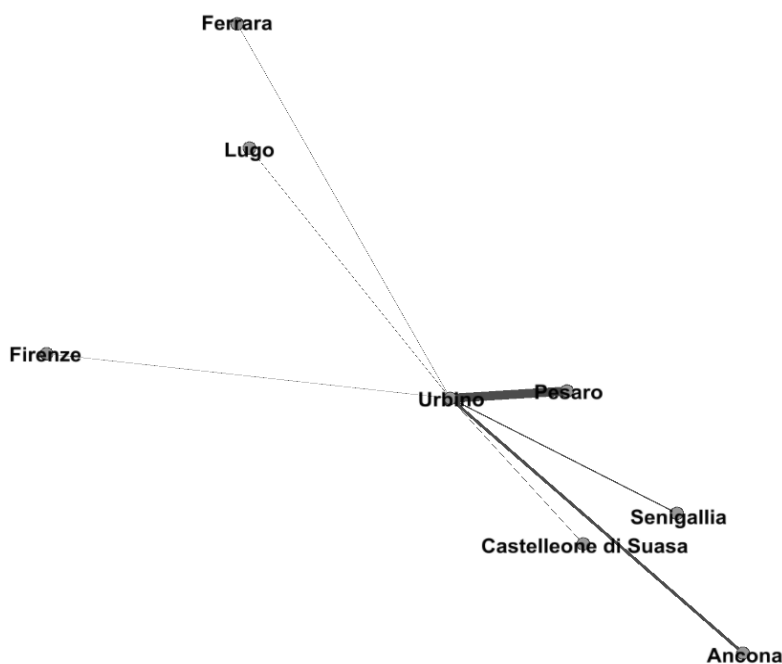 Ferrara
Lugo
Firenze
Urbino
Pesaro
Senigallia
Castelleone di Suasa
Ancona